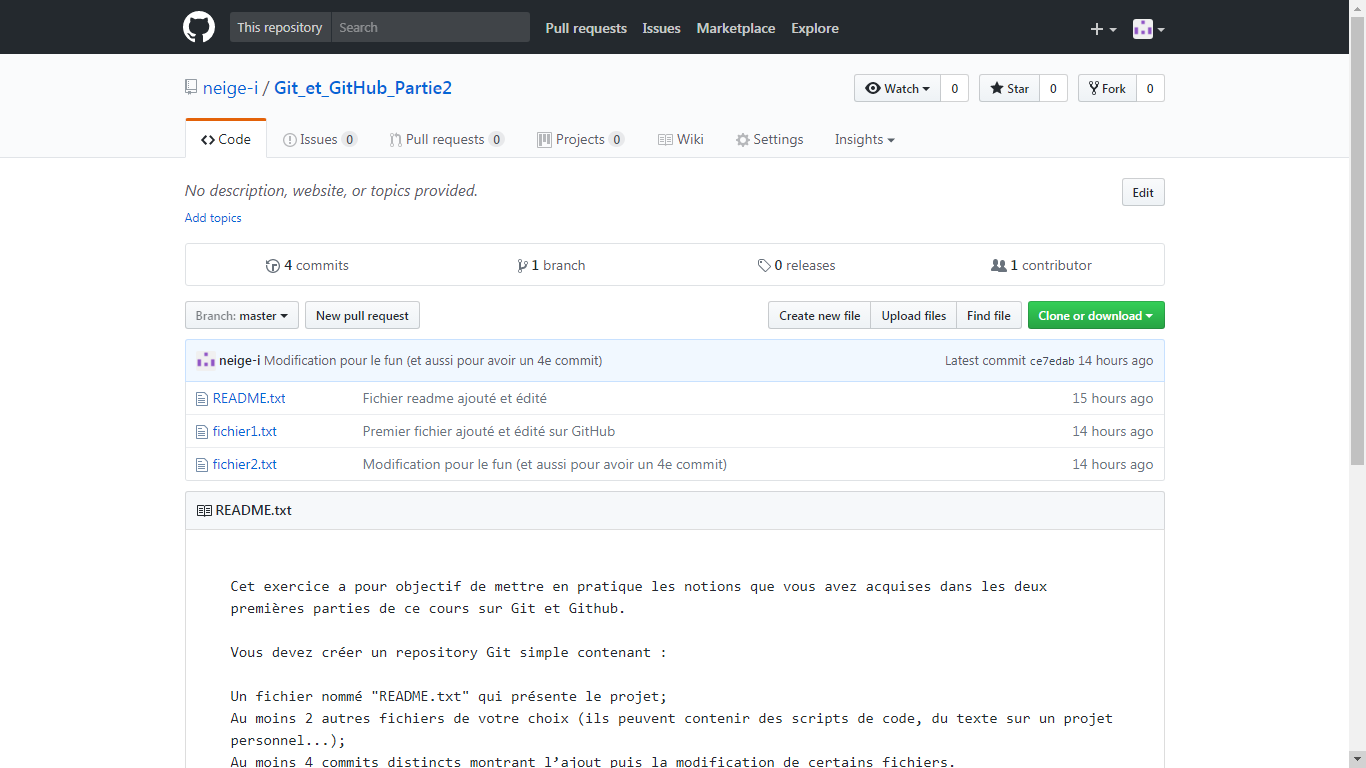 This repository Search Pull requests Issues Marketplace Explore
neige-i / Git_et_GitHub_Partie2 Watch 0 Star 0 Fork 0
Code Issues 0 Pull requests 0 Projects 0 Wiki Settings Insights
No description, website, or topics provided. Edit
Add topics
4 commits 1 branch 0 releases 1 contributor
Branch: master New pull request Create new file Upload files Find file Clone or download
neige-i Modification pour le fun (et aussi pour avoir un 4e commit) Latest commit ce7edab 14 hours ago
README.txt Fichier readme ajouté et édité 15 hours ago
fichier1.txt Premier fichier ajouté et édité sur GitHub 14 hours ago
fichier2.txt Modification pour le fun (et aussi pour avoir un 4e commit) 14 hours ago
README.txt
Cet exercice a pour objectif de mettre en pratique les notions que vous avez acquises dans les deux
premières parties de ce cours sur Git et Github.
Vous devez créer un repository Git simple contenant :
Un fichier nommé "README.txt" qui présente le projet;
Au moins 2 autres fichiers de votre choix (ils peuvent contenir des scripts de code, du texte sur un projet
personnel...);
Au moins 4 commits distincts montrant l’ajout puis la modification de certains fichiers.